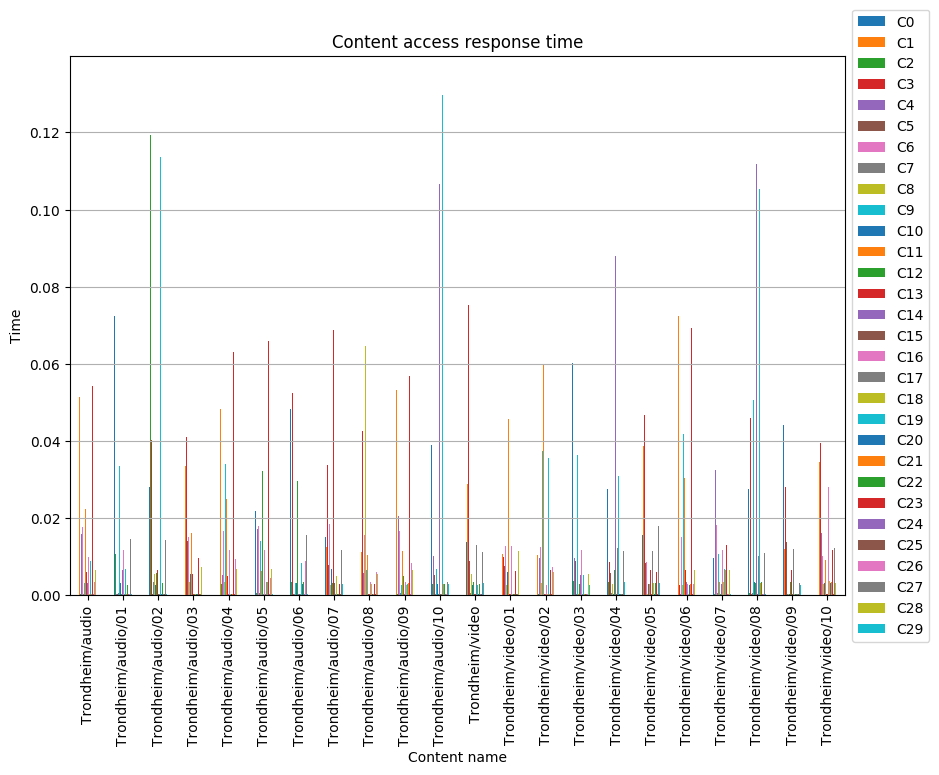 Content access response time
Time
0.12
0.10
0.08
0.06
0.04
0.02
0.00
Trondheim/audio
Trondheim/audio/01
Trondheim/audio/02
Trondheim/audio/03
Trondheim/audio/04
Trondheim/audio/05
Trondheim/audio/06
Trondheim/audio/07
Trondheim/audio/08
Trondheim/audio/09
Trondheim/audio/10
Trondheim/video
Trondheim/video/01
Trondheim/video/02
Trondheim/video/03
Trondheim/video/04
Trondheim/video/05
Trondheim/video/06
Trondheim/video/07
Trondheim/video/08
Trondheim/video/09
Trondheim/video/10
Content name
C0
C1
C2
C3
C4
C5
C6
C7
C8
C9
C10
C11
C12
C13
C14
C15
C16
C17
C18
C19
C20
C21
C22
C23
C24
C25
C26
C27
C28
C29